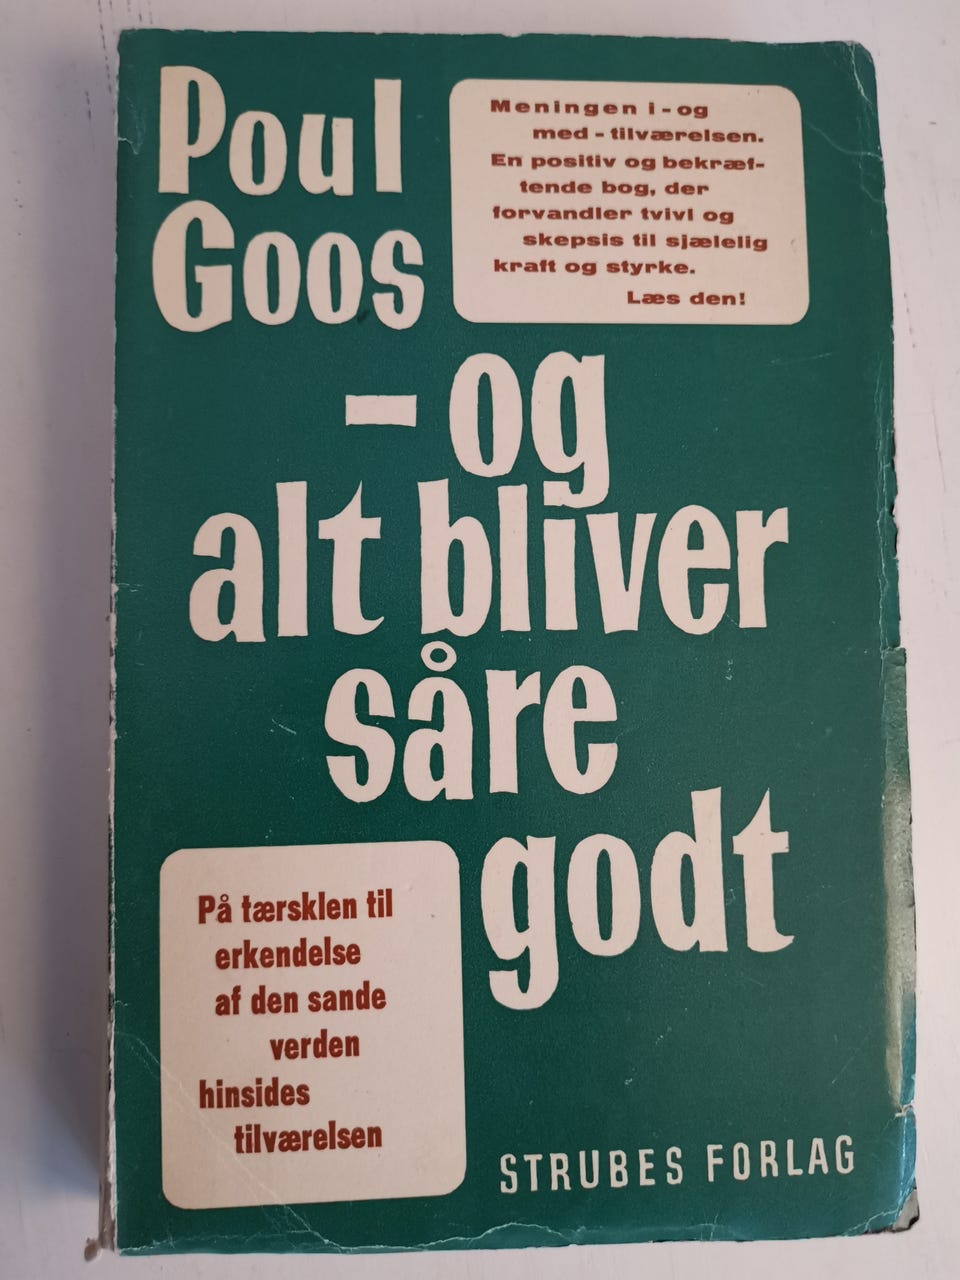 Poul
Goos
Meningen i - og
med - tilværelsen.
En positiv og bekræf-
tende bog, der
forvandler tvivl og
skepsis til sjælelig
kraft og styrke.
Læs den!
- og
alt bliver
såre
godt
På tærsklen til
erkendelse
af den sande
verden
hinsides
tilværelsen
STRUBES FORLAG